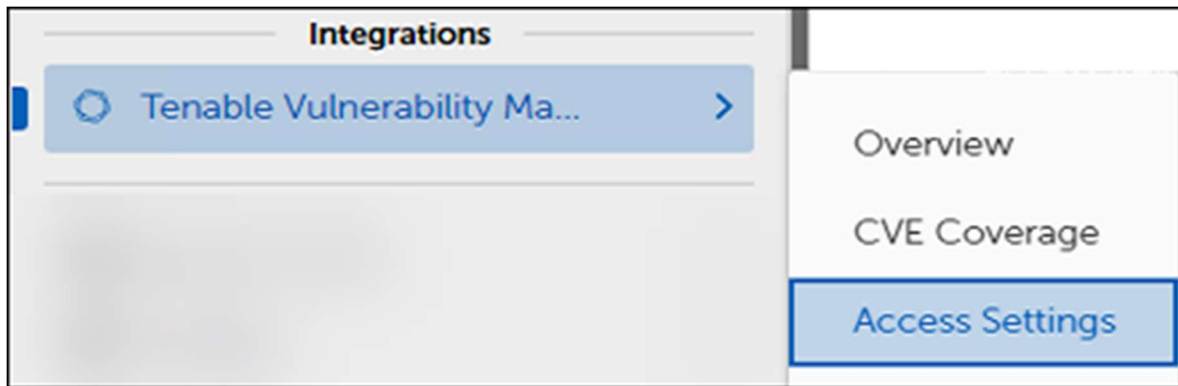 Integrations
Tenable Vulnerability Ma...
Overview
CVE Coverage
Access Settings